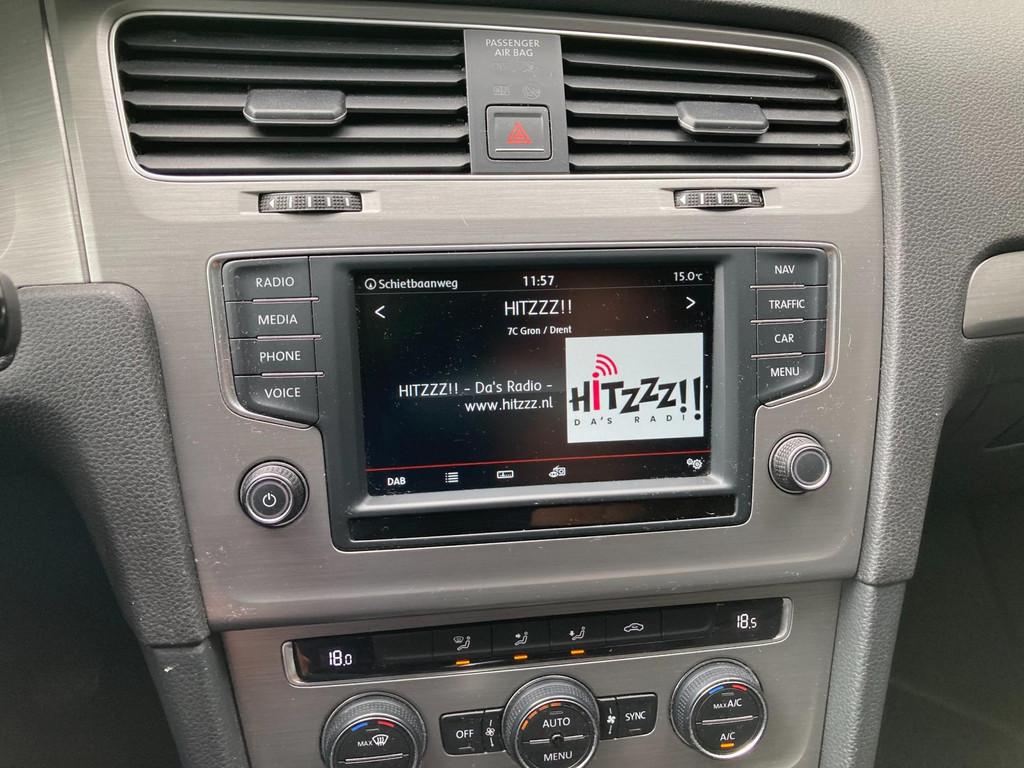 PASSENGER
AIR BAG
RADIO
MEDIA
PHONE
VOICE
Schietbaanweg 11:57 15.0°C
< HITZZZ!! >
7C Gron / Drent
HITZZZ!! - Da's Radio -
www.hitzzz.nl
HiTZZZ!!
DA'S RADI
DAB
NAV
TRAFFIC
CAR
MENU
18.0
18.5
MAX
OFF
AUTO
MENU
SYNC
MAX A/C
A/C